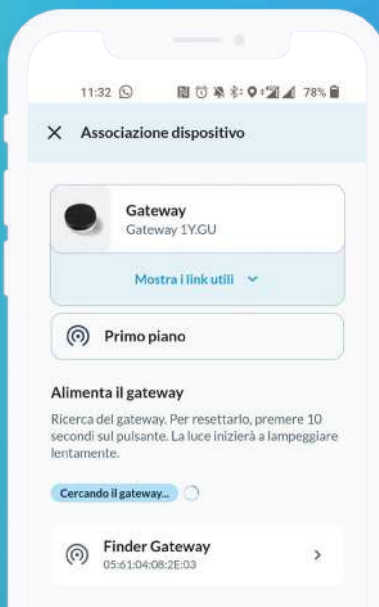 11:32 78%
Associazione dispositivo
Gateway
Gateway 1Y.GU
Mostra i link utili
Primo piano
Alimenta il gateway
Ricerca del gateway. Per resettarlo, premere 10
secondi sul pulsante. La luce inizierà a lampeggiare
lentamente.
Cercando il gateway...
Finder Gateway
05:61:04:08:2E:03